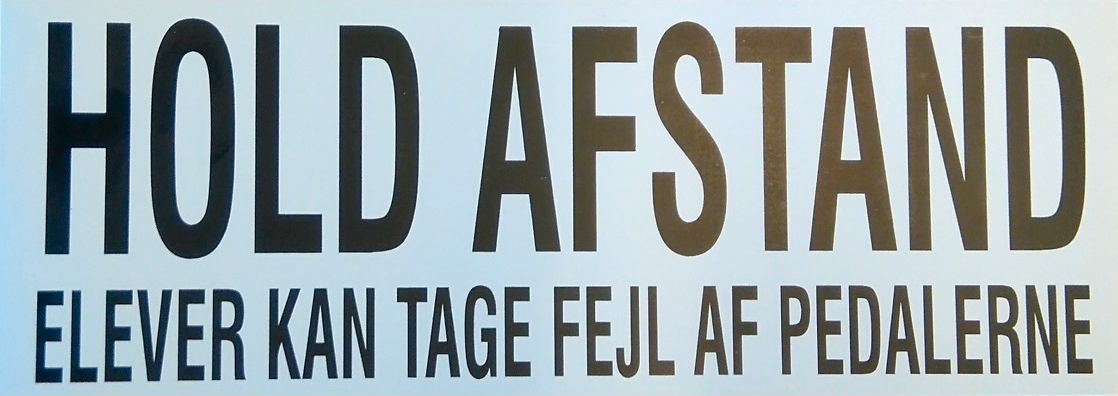 HOLD AFSTAND
ELEVER KAN TAGE FEJL AF PEDALERNE